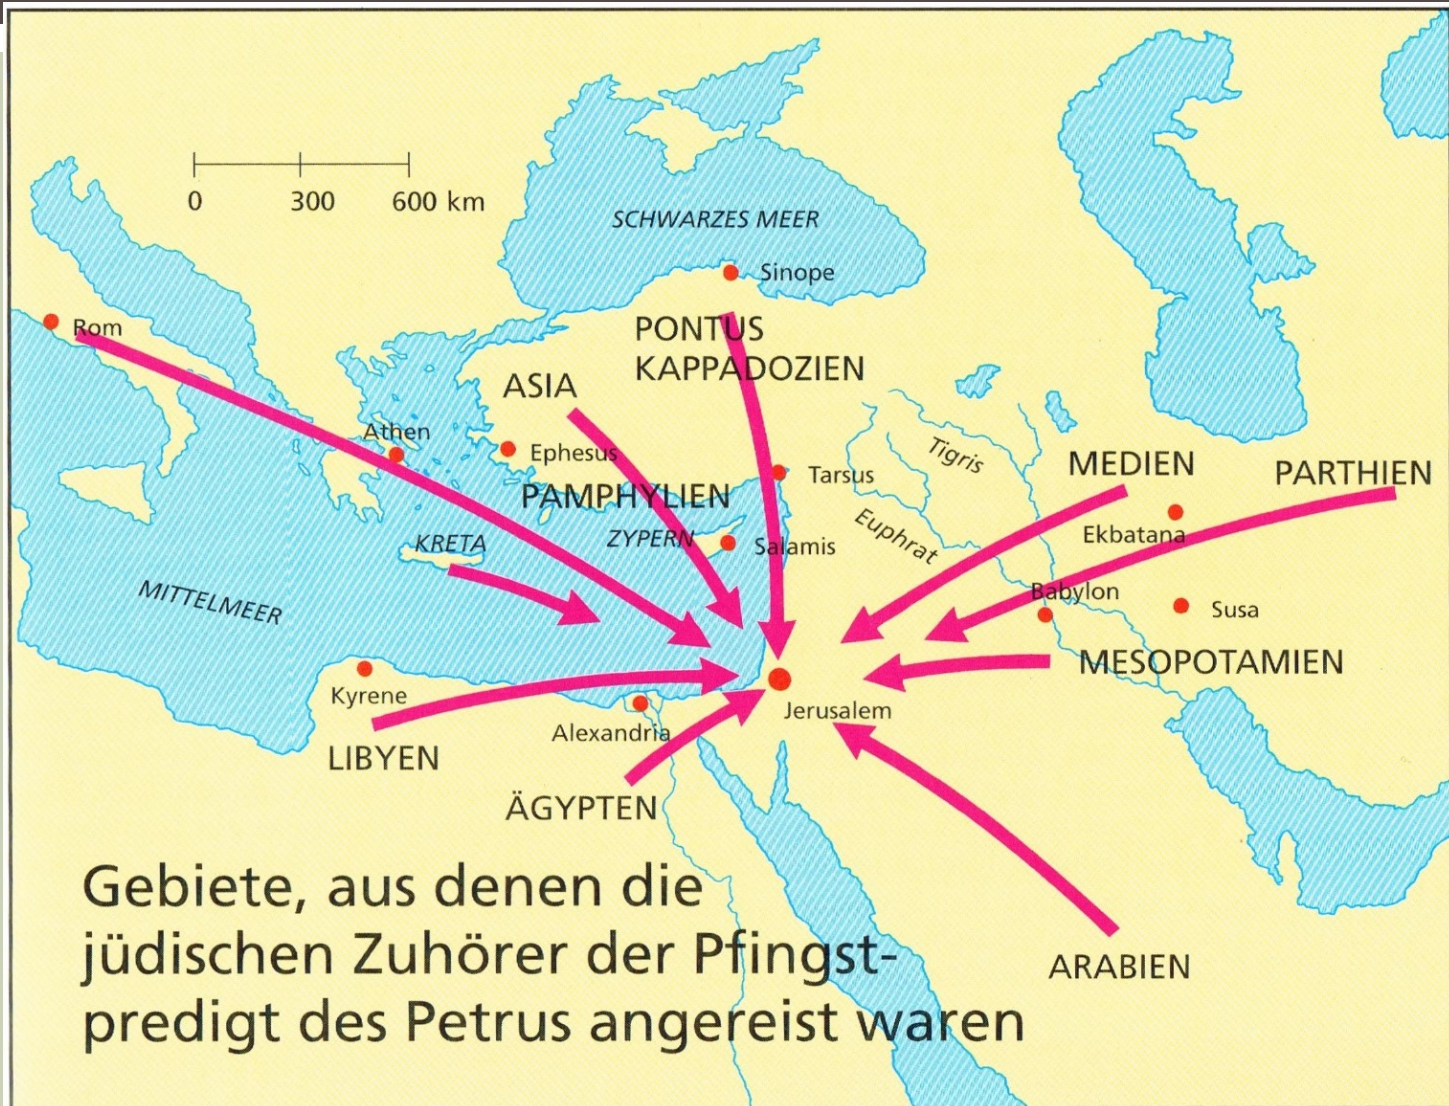 0 300 600 km
SCHWARZES MEER
Sinope
Rom
PONTUS
KAPPADOZIEN
ASIA
Athen
Ephesus
Tigris
MEDIEN
PARTHIEN
Tarsus
PAMPHYLIEN
Euphrat
Ekbatana
KRETA
ZYPERN
Salamis
MITTELMEER
Babylon
Susa
MESOPOTAMIEN
Kyrene
Jerusalem
Alexandria
LIBYEN
ÄGYPTEN
Gebiete, aus denen die
jüdischen Zuhörer der Pfingst-
predigt des Petrus angereist waren
ARABIEN